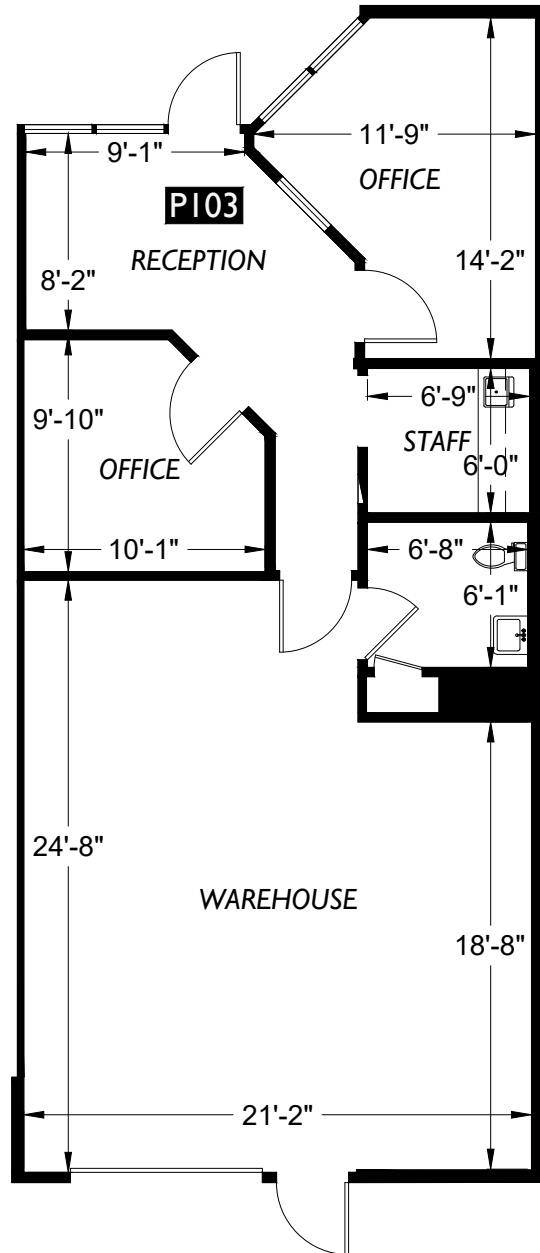 11'-9"
9'-1"
OFFICE
P103
RECEPTION
14'-2"
8'-2"
6'-9"
9'-10"
STAFF
6'-0"
OFFICE
10'-1"
6'-8"
6'-1"
24'-8"
WAREHOUSE
18'-8"
21'-2"